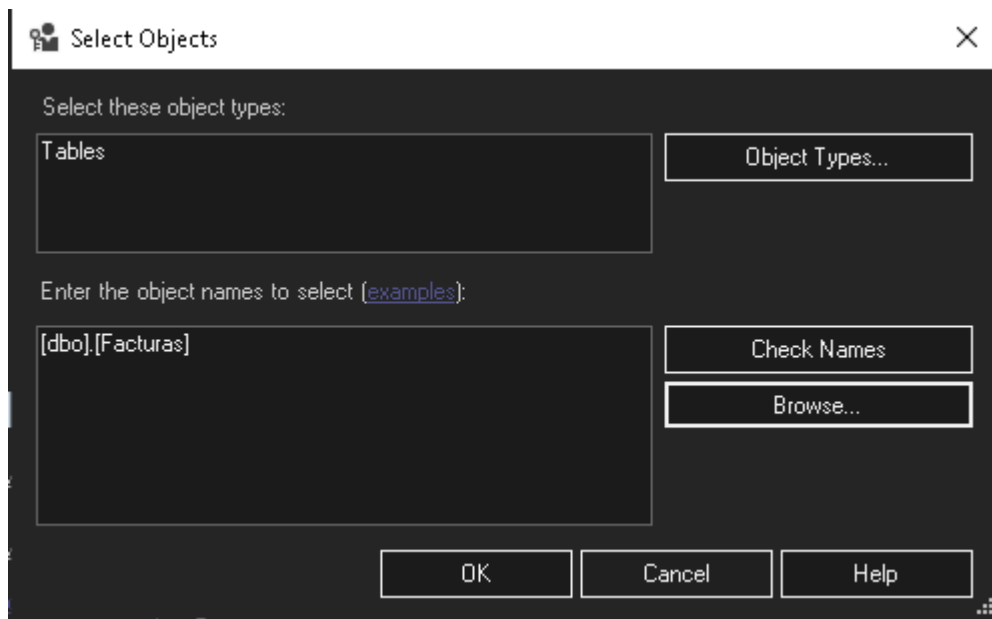 Select Objects
Select these object types:
Tables
Object Types...
Enter the object names to select (examples):
[dbo].[Facturas]
Check Names
Browse...
OK
Cancel
Help